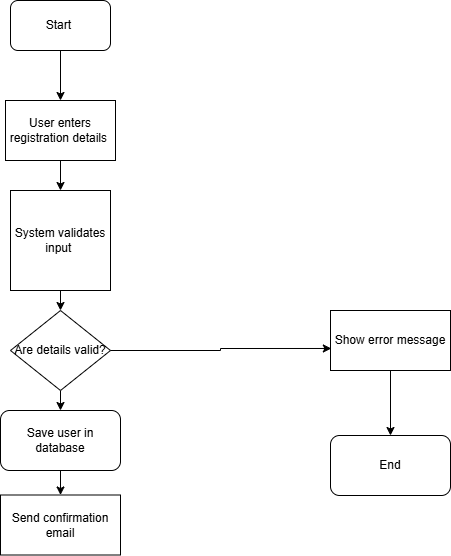 Start
User enters
registration details
System validates
input
Are details valid?
Show error message
Save user in
database
End
Send confirmation
email